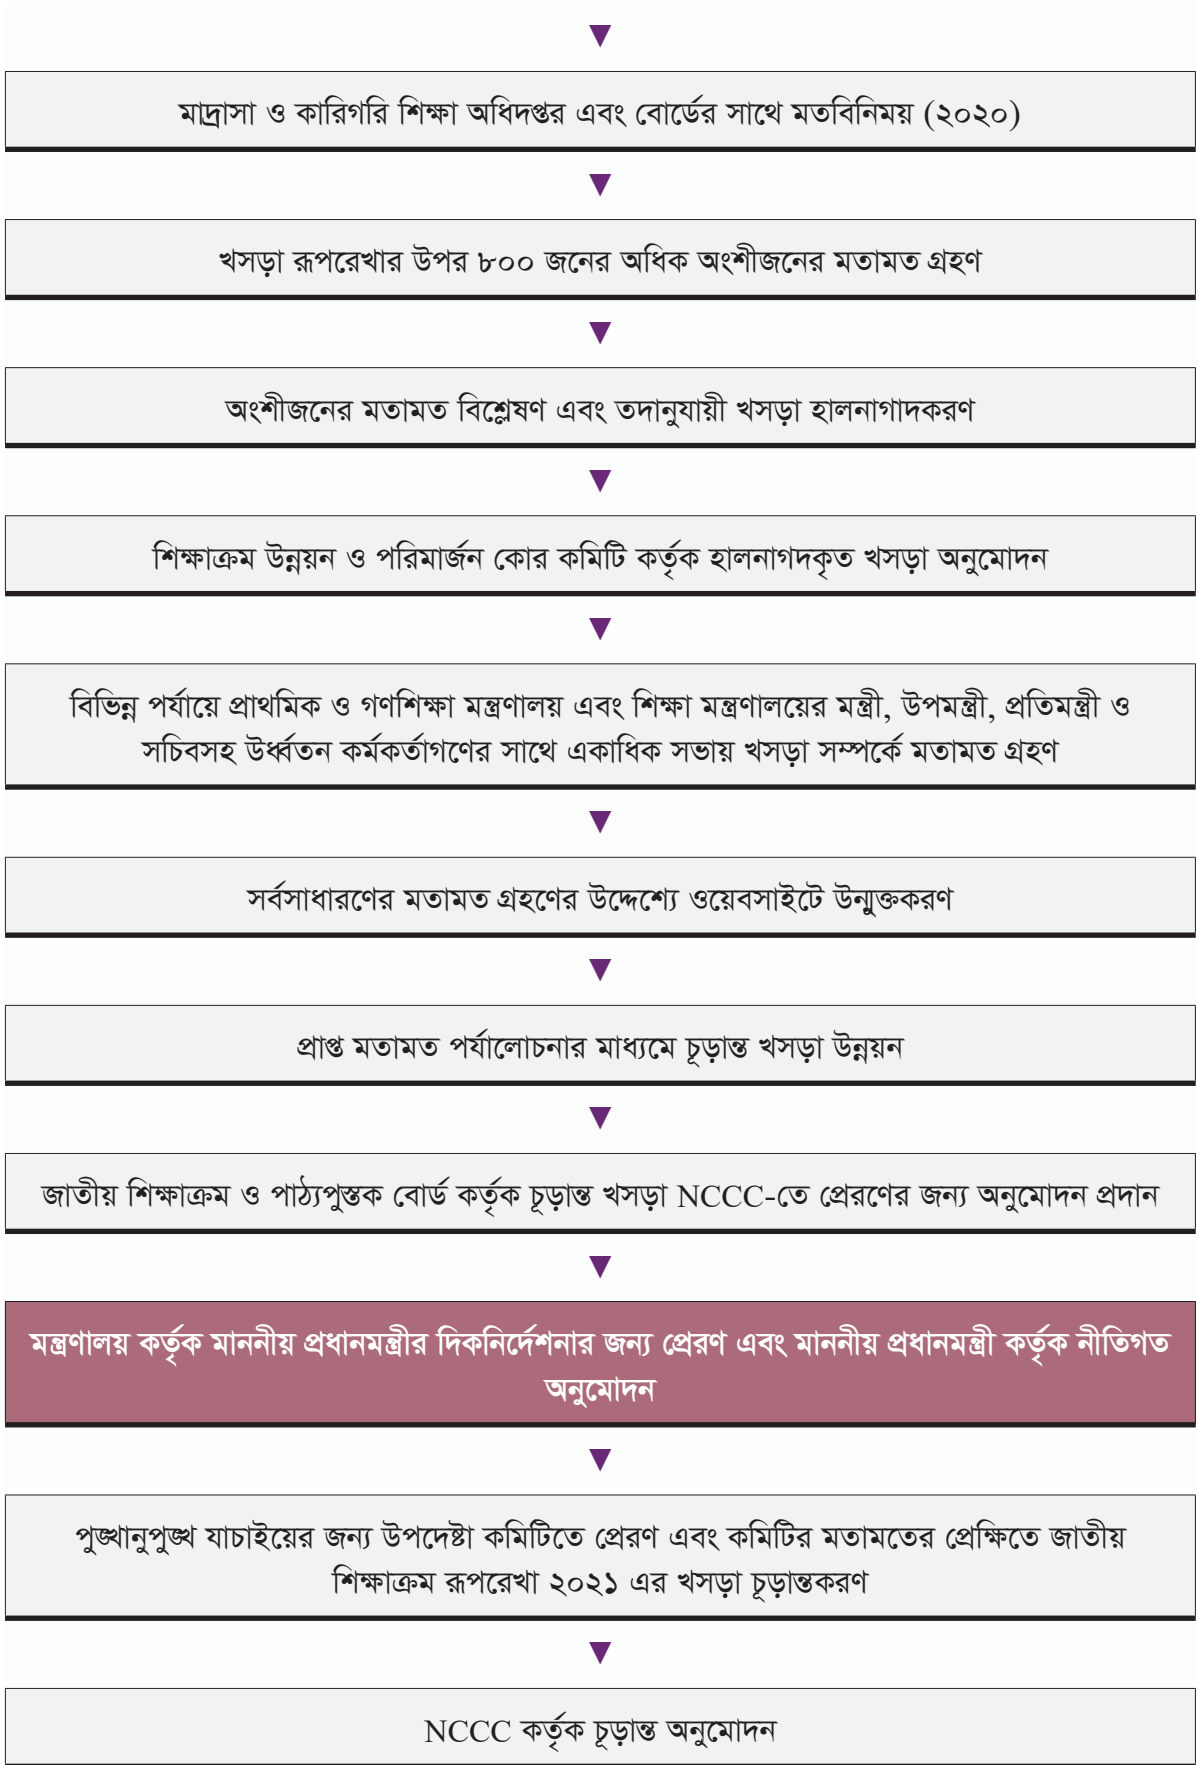 মাদ্রাসা ও কারিগরি শিক্ষা অধিদপ্তর এবং বোর্ডের সাথে মতবিনিময় (২০২০)
খসড়া রূপরেখার উপর ৮০০ জনের অধিক অংশীজনের মতামত গ্রহণ
অংশীজনের মতামত বিশ্লেষণ এবং তদানুযায়ী খসড়া হালনাগাদকরণ
শিক্ষাক্রম উন্নয়ন ও পরিমার্জন কোর কমিটি কর্তৃক হালনাগদকৃত খসড়া অনুমোদন
বিভিন্ন পর্যায়ে প্রাথমিক ও গণশিক্ষা মন্ত্রণালয় এবং শিক্ষা মন্ত্রণালয়ের মন্ত্রী, উপমন্ত্রী, প্রতিমন্ত্রী ও
সচিবসহ উর্ধ্বতন কর্মকর্তাগণের সাথে একাধিক সভায় খসড়া সম্পর্কে মতামত গ্রহণ
সর্বসাধারণের মতামত গ্রহণের উদ্দেশ্যে ওয়েবসাইটে উন্মুক্তকরণ
প্রাপ্ত মতামত পর্যালোচনার মাধ্যমে চূড়ান্ত খসড়া উন্নয়ন
জাতীয় শিক্ষাক্রম ও পাঠ্যপুস্তক বোর্ড কর্তৃক চূড়ান্ত খসড়া NCCC-তে প্রেরণের জন্য অনুমোদন প্রদান
মন্ত্রণালয় কর্তৃক মাননীয় প্রধানমন্ত্রীর দিকনির্দেশনার জন্য প্রেরণ এবং মাননীয় প্রধানমন্ত্রী কর্তৃক নীতিগত
অনুমোদন
পুঙ্খানুপুঙ্খ যাচাইয়ের জন্য উপদেষ্টা কমিটিতে প্রেরণ এবং কমিটির মতামতের প্রেক্ষিতে জাতীয়
শিক্ষাক্রম রূপরেখা ২০২১ এর খসড়া চূড়ান্তকরণ
NCCC কর্তৃক চূড়ান্ত অনুমোদন